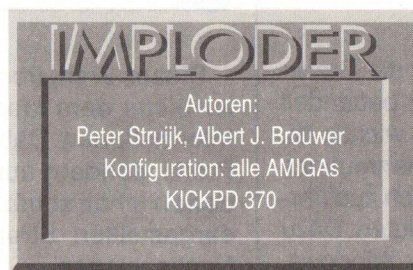 IMPLODER
Autoren:
Peter Struijk, Albert J. Brouwer
Konfiguration: alle AMIGAs
KICKPD 370